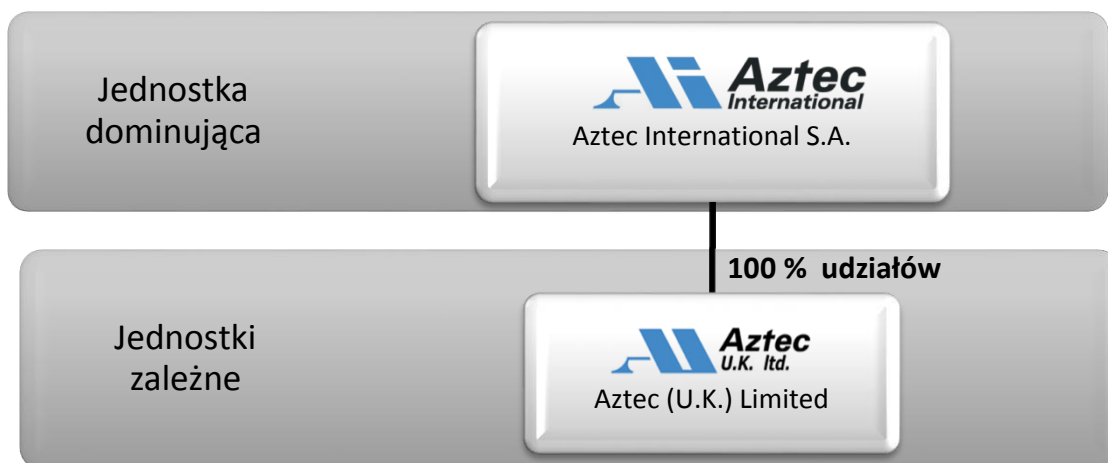 Jednostka
dominująca
Aztec
International
Aztec International S.A.
100 % udziałów
Jednostki
zależne
Aztec
U.K. ltd.
Aztec (U.K.) Limited